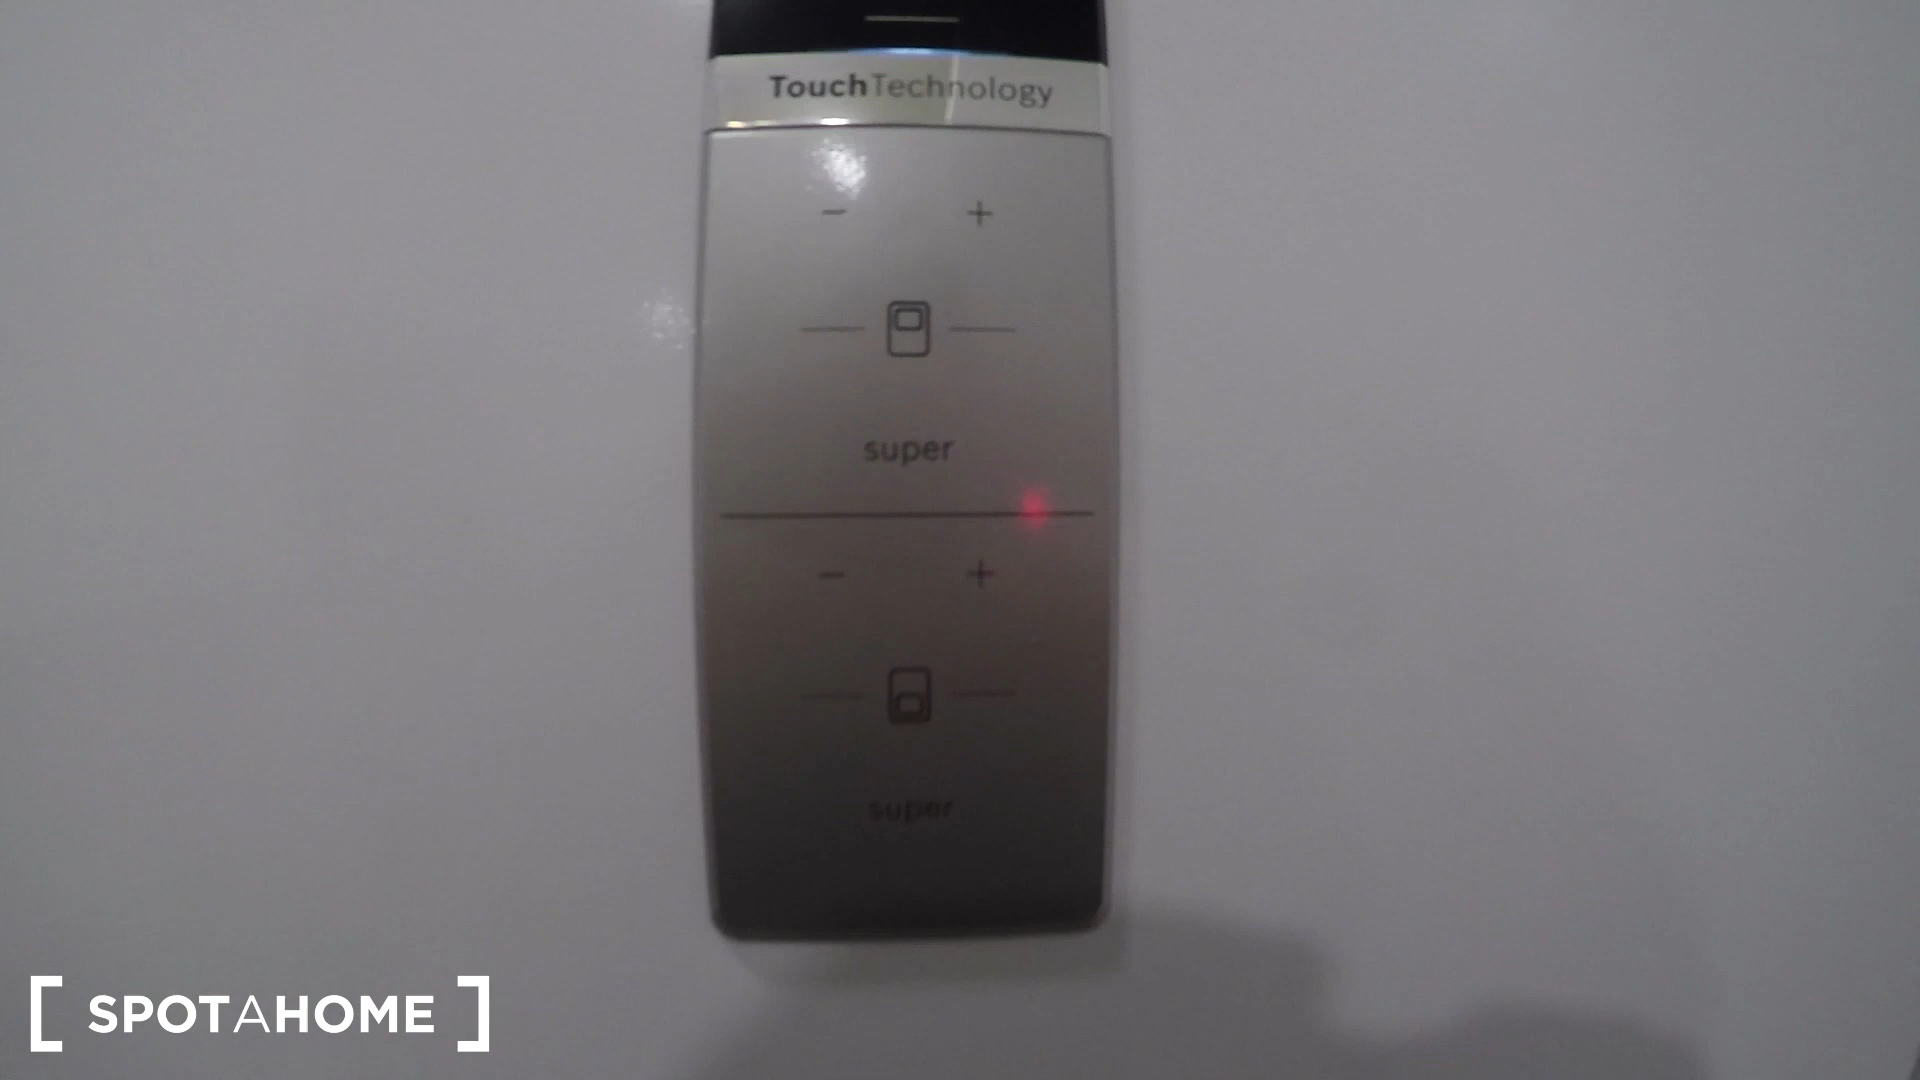 TouchTechnology
- +
super
- +
super
[ SPOTAHOME ]